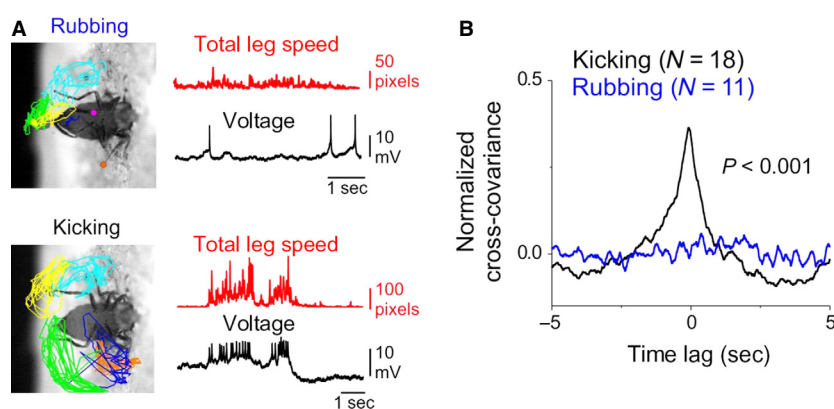 A
Rubbing
Total leg speed
50
pixels
Voltage
10
mV
1 sec
Kicking
Total leg speed
100
pixels
Voltage
10
mV
1 sec
B
Kicking (N = 18)
Rubbing (N = 11)
P < 0.001
Normalized
cross-covariance
0.5
0.0
−5
0
5
Time lag (sec)